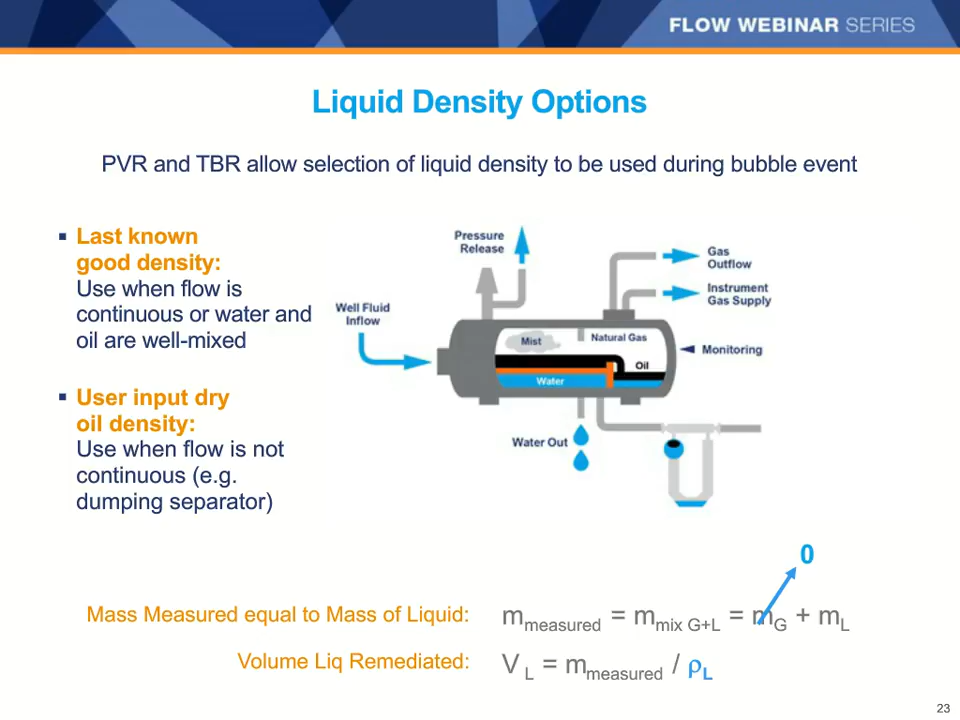 FLOW WEBINAR SERIES
Liquid Density Options
PVR and TBR allow selection of liquid density to be used during bubble event
▪ Last known
good density:
Use when flow is
continuous or water and
oil are well-mixed
▪ User input dry
oil density:
Use when flow is not
continuous (e.g.
dumping separator)
Pressure
Release
Gas
Outflow
Instrument
Gas Supply
Well Fluid
Inflow
Mist
Natural Gas
Monitoring
Oil
Water
Water Out
0
Mass Measured equal to Mass of Liquid: m measured = m mix G+L = m G + m L
Volume Liq Remediated: V L = m measured / ρL
23